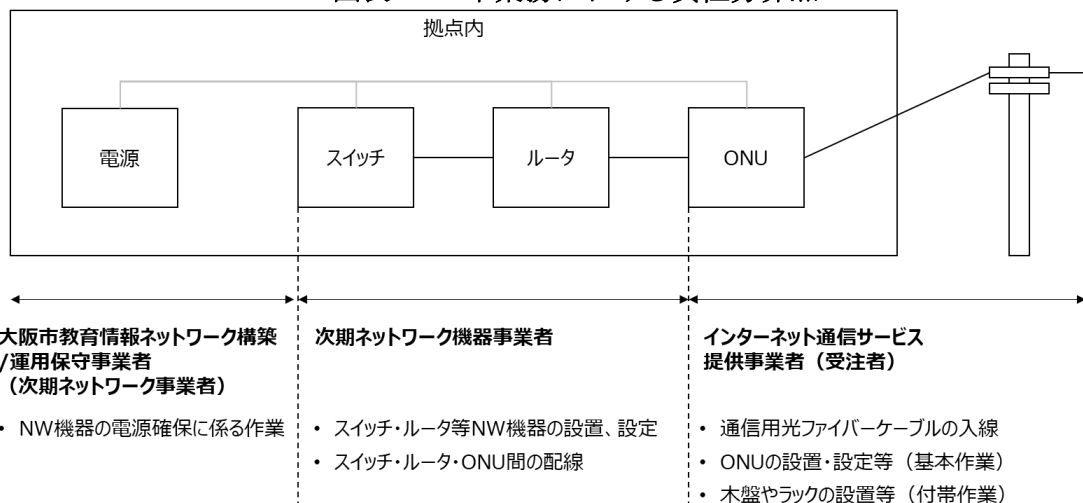 拠点内
電源
スイッチ
ルータ
ONU
大阪市教育情報ネットワーク構築
/運用保守事業者
（次期ネットワーク事業者）
• NW機器の電源確保に係る作業
次期ネットワーク機器事業者
• スイッチ・ルータ等NW機器の設置、設定
• スイッチ・ルータ・ONU間の配線
インターネット通信サービス
提供事業者（受注者）
• 通信用光ファイバーケーブルの入線
• ONUの設置・設定等（基本作業）
• 木盤やラックの設置等（付帯作業）